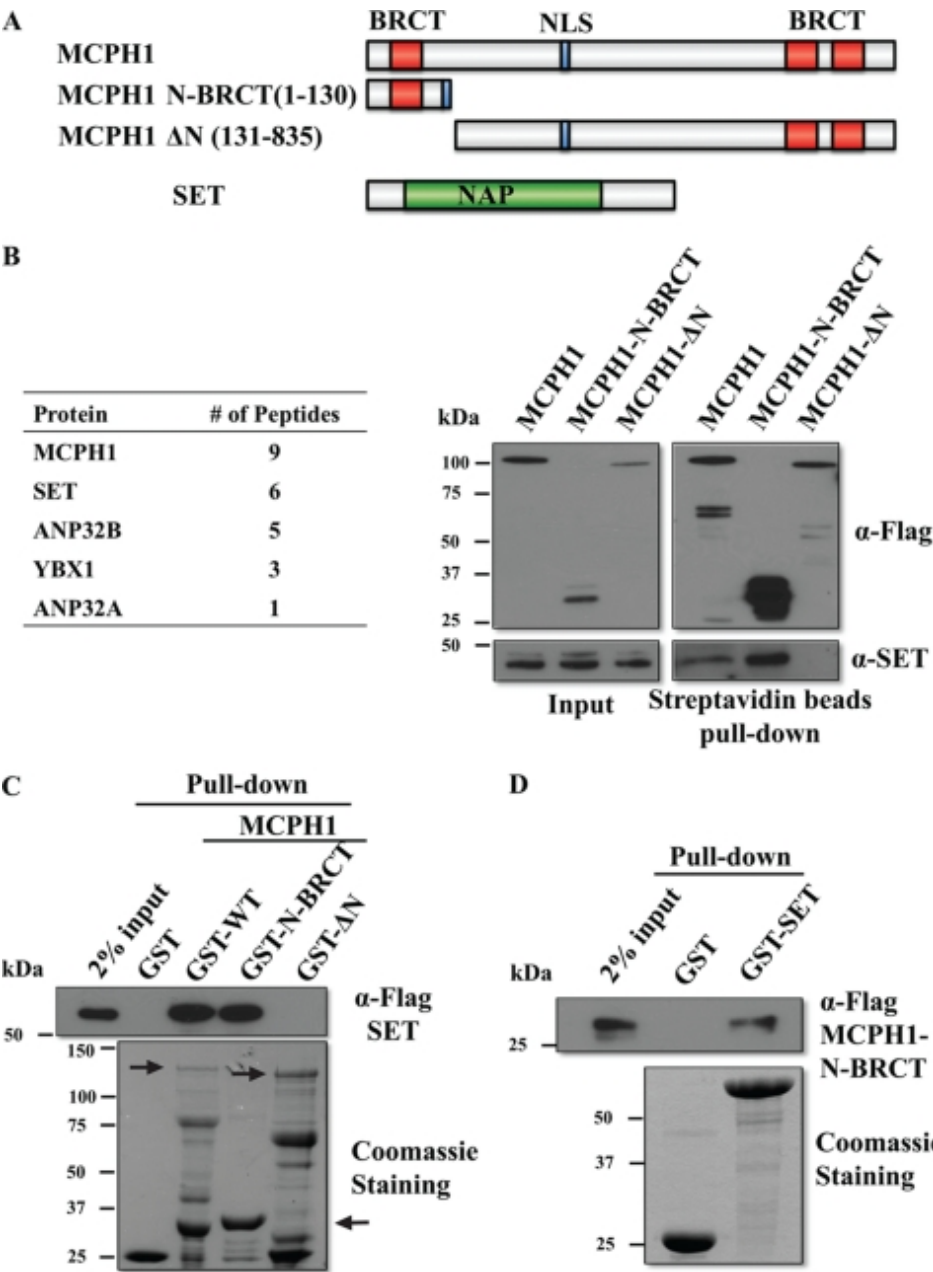 A
BRCT NLS BRCT
MCPH1
MCPH1 N-BRCT(1-130)
MCPH1 ΔN (131-835)
SET NAP
B
Protein # of Peptides
MCPH1 9
SET 6
ANP32B 5
YBX1 3
ANP32A 1
kDa
MCPH1 MCPH1-N-BRCT MCPH1-ΔN MCPH1 MCPH1-N-BRCT MCPH1-ΔN
100
75
50
37
25
50
α-Flag
α-SET
Input
Streptavidin beads
pull-down
C
Pull-down
MCPH1
2% input GST GST-WT GST-N-BRCT GST-ΔN
kDa
50
α-Flag
SET
150
100
75
50
37
25
Coomassie
Staining
D
Pull-down
2% input GST GST-SET
kDa
25
α-Flag
MCPH1-
N-BRCT
50
37
25
Coomassie
Staining